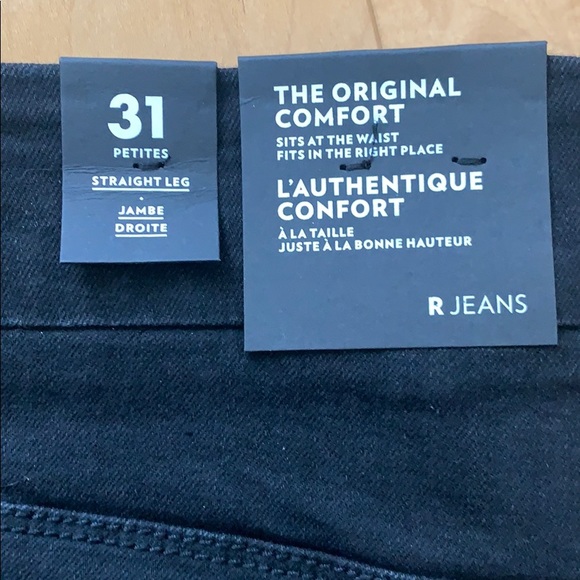 31
PETITES
STRAIGHT LEG
JAMBE
DROITE
THE ORIGINAL
COMFORT
SITS AT THE WAIST
FITS IN THE RIGHT PLACE
L'AUTHENTIQUE
CONFORT
À LA TAILLE
JUSTE À LA BONNE HAUTEUR
R JEANS